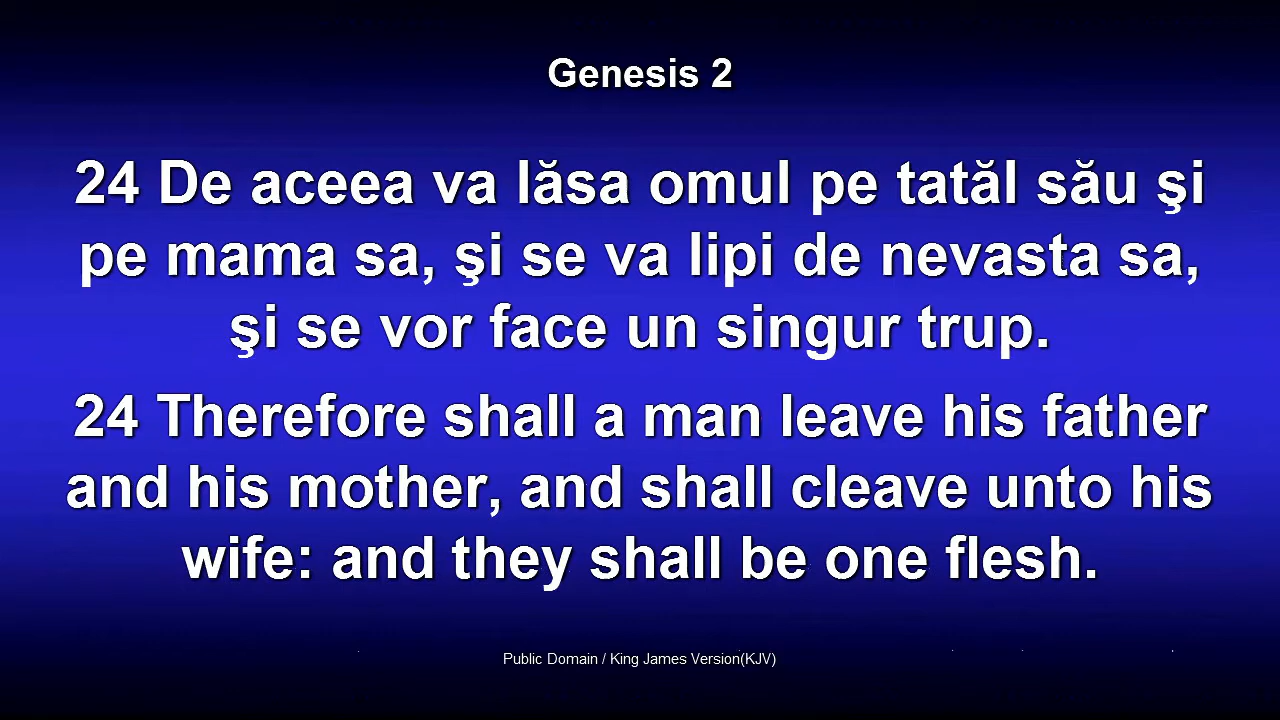 Genesis 2
24 De aceea va lăsa omul pe tatăl său şi
pe mama sa, şi se va lipi de nevasta sa,
şi se vor face un singur trup.
24 Therefore shall a man leave his father
and his mother, and shall cleave unto his
wife: and they shall be one flesh.
Public Domain / King James Version(KJV)